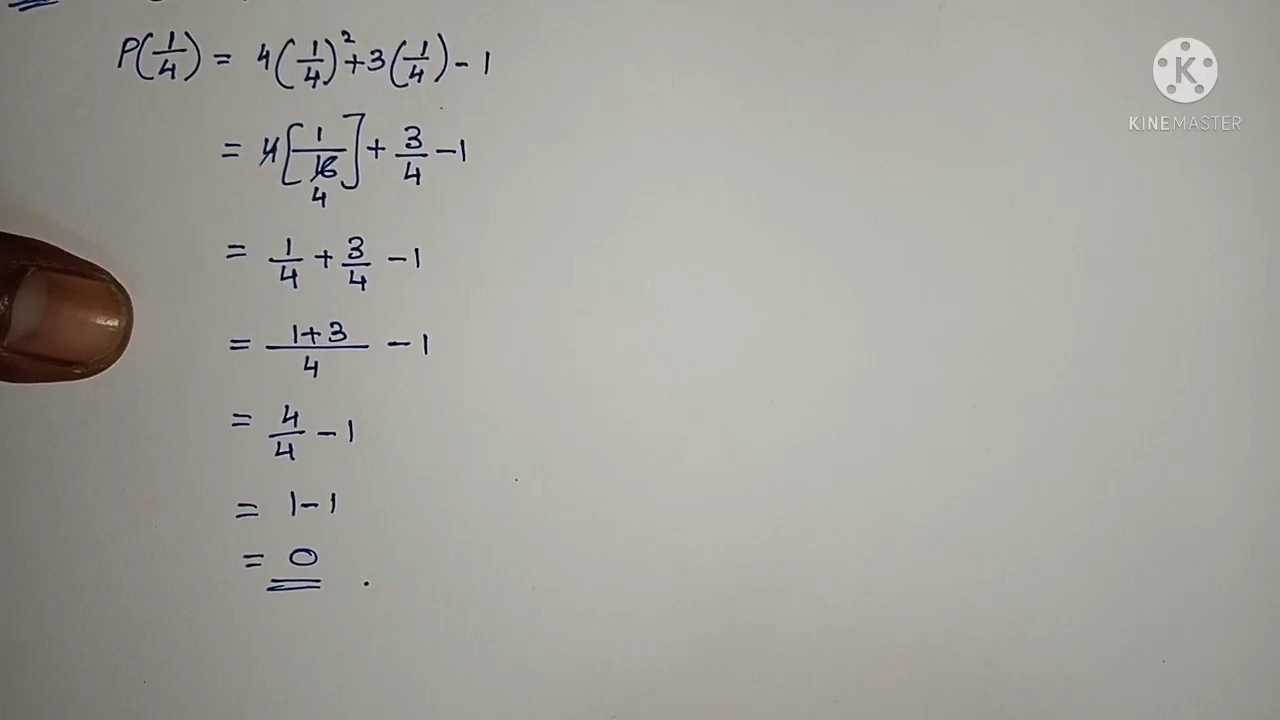 P(1/4) = 4(1/4)² + 3(1/4) - 1
K
KINEMASTER
= 4[1/16] + 3/4 - 1
4
= 1/4 + 3/4 - 1
= (1+3)/4 - 1
= 4/4 - 1
= 1 - 1
= 0 .